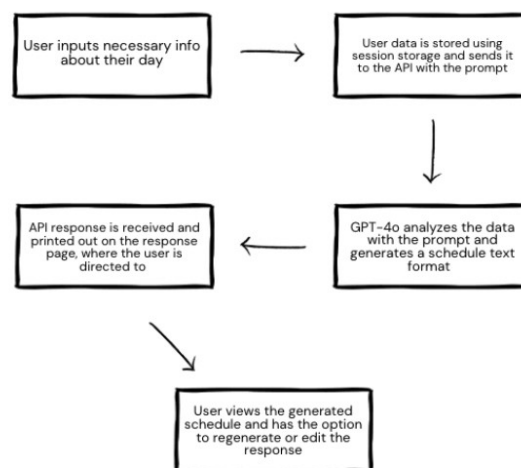 User inputs necessary info
about their day
User data is stored using
session storage and sends it
to the API with the prompt
GPT-4o analyzes the data
with the prompt and
generates a schedule text
format
API response is received and
printed out on the response
page, where the user is
directed to
User views the generated
schedule and has the option
to regenerate or edit the
response